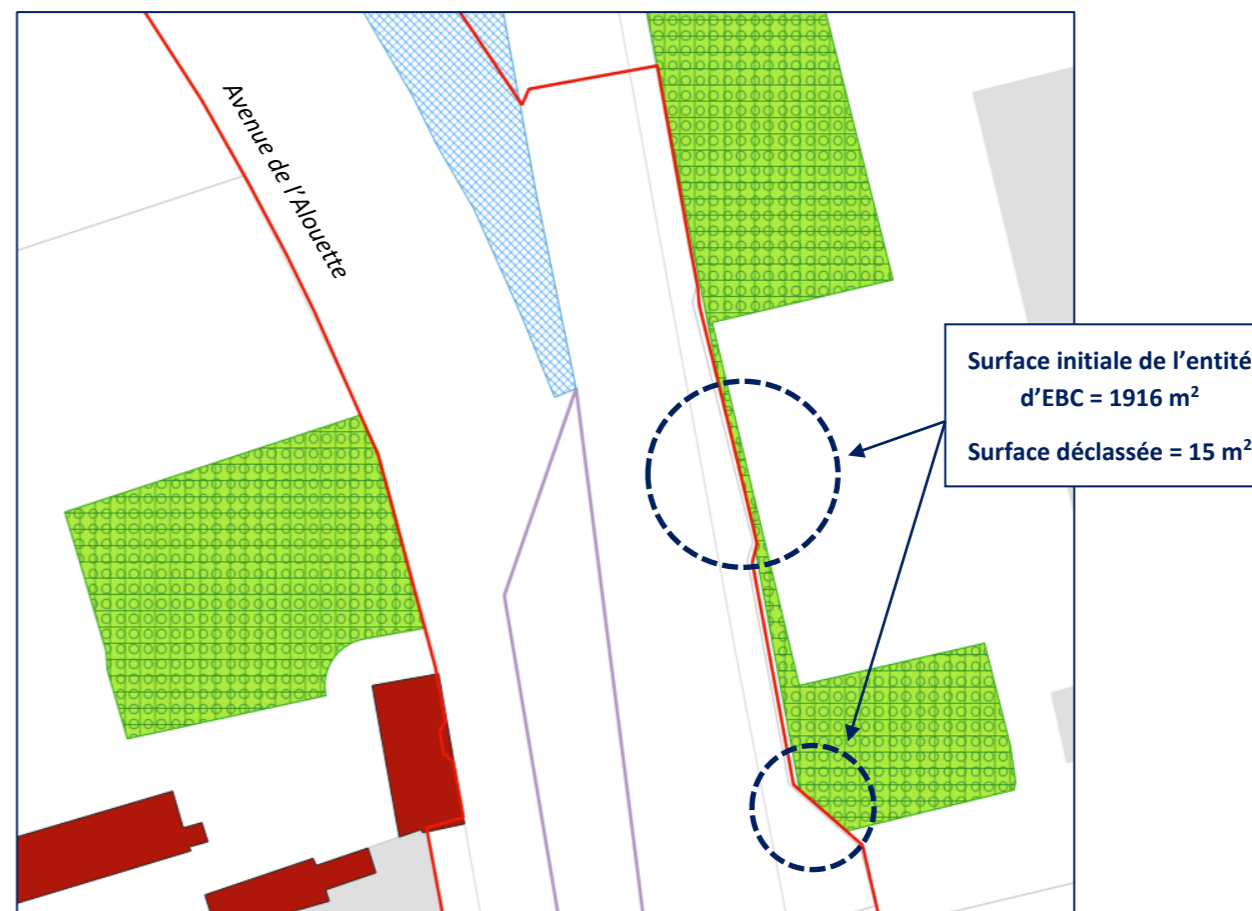 Avenue de l'Alouette
Surface initiale de l'entité
d'EBC = 1916 m²
Surface déclassée = 15 m²